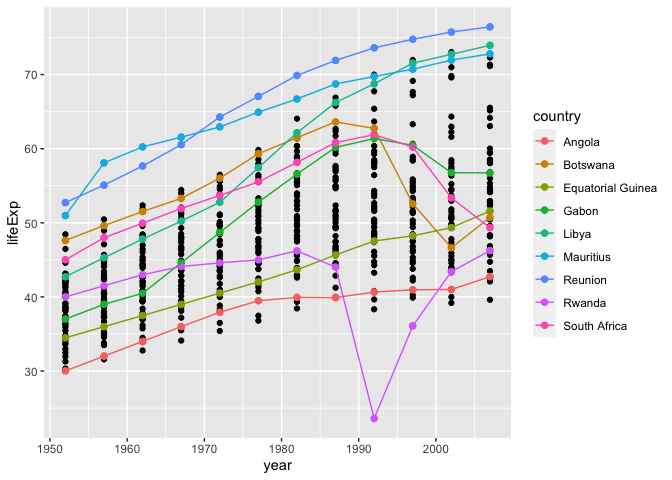 70
60
50
40
30
lifeExp
1950
1960
1970
1980
1990
2000
year
country
Angola
Botswana
Equatorial Guinea
Gabon
Libya
Mauritius
Reunion
Rwanda
South Africa